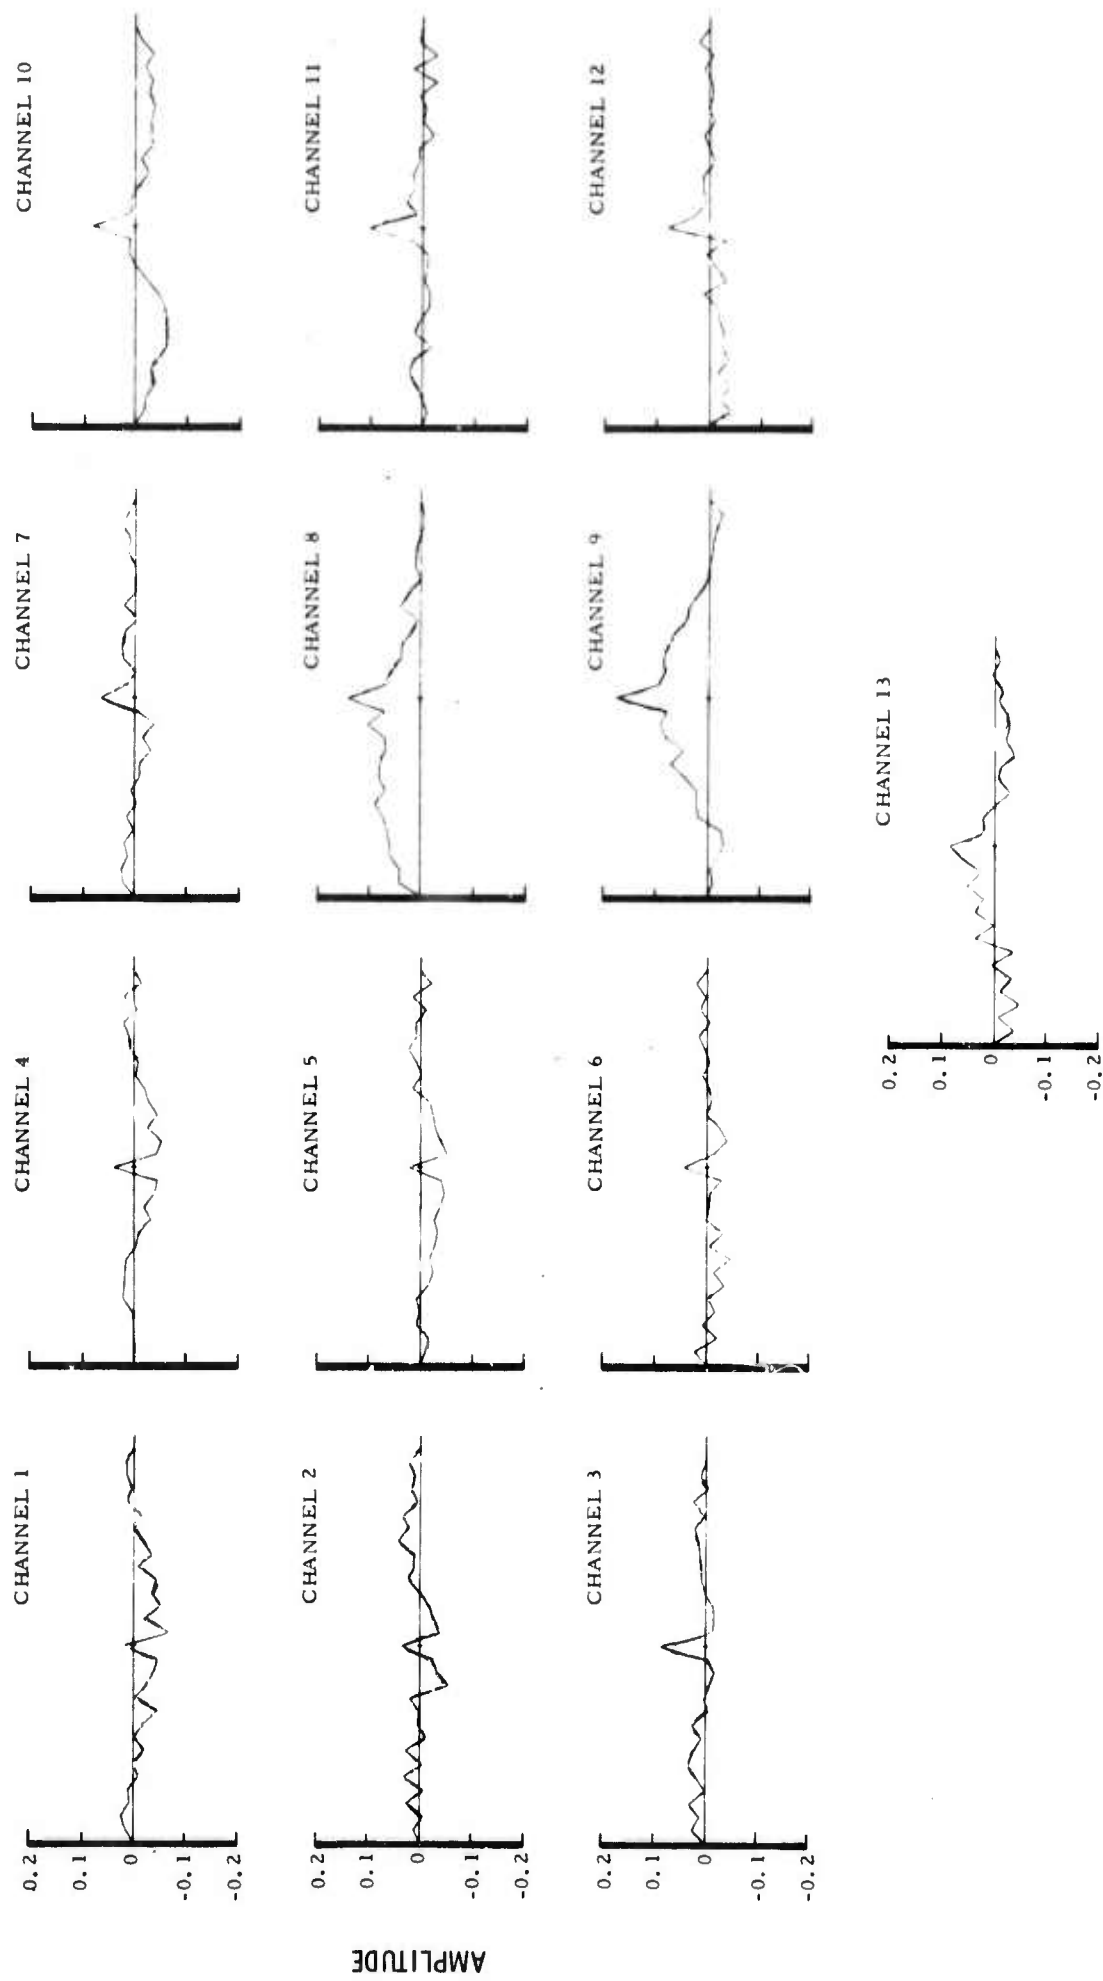 AMPLITUDE
CHANNEL 1
0.2
0.1
0
-0.1
-0.2
CHANNEL 4
CHANNEL 7
CHANNEL 10
CHANNEL 2
0.2
0.1
0
-0.1
-0.2
CHANNEL 5
CHANNEL 8
CHANNEL 11
CHANNEL 3
0.2
0.1
0
-0.1
-0.2
CHANNEL 6
CHANNEL 9
CHANNEL 12
CHANNEL 13
0.2
0.1
0
-0.1
-0.2